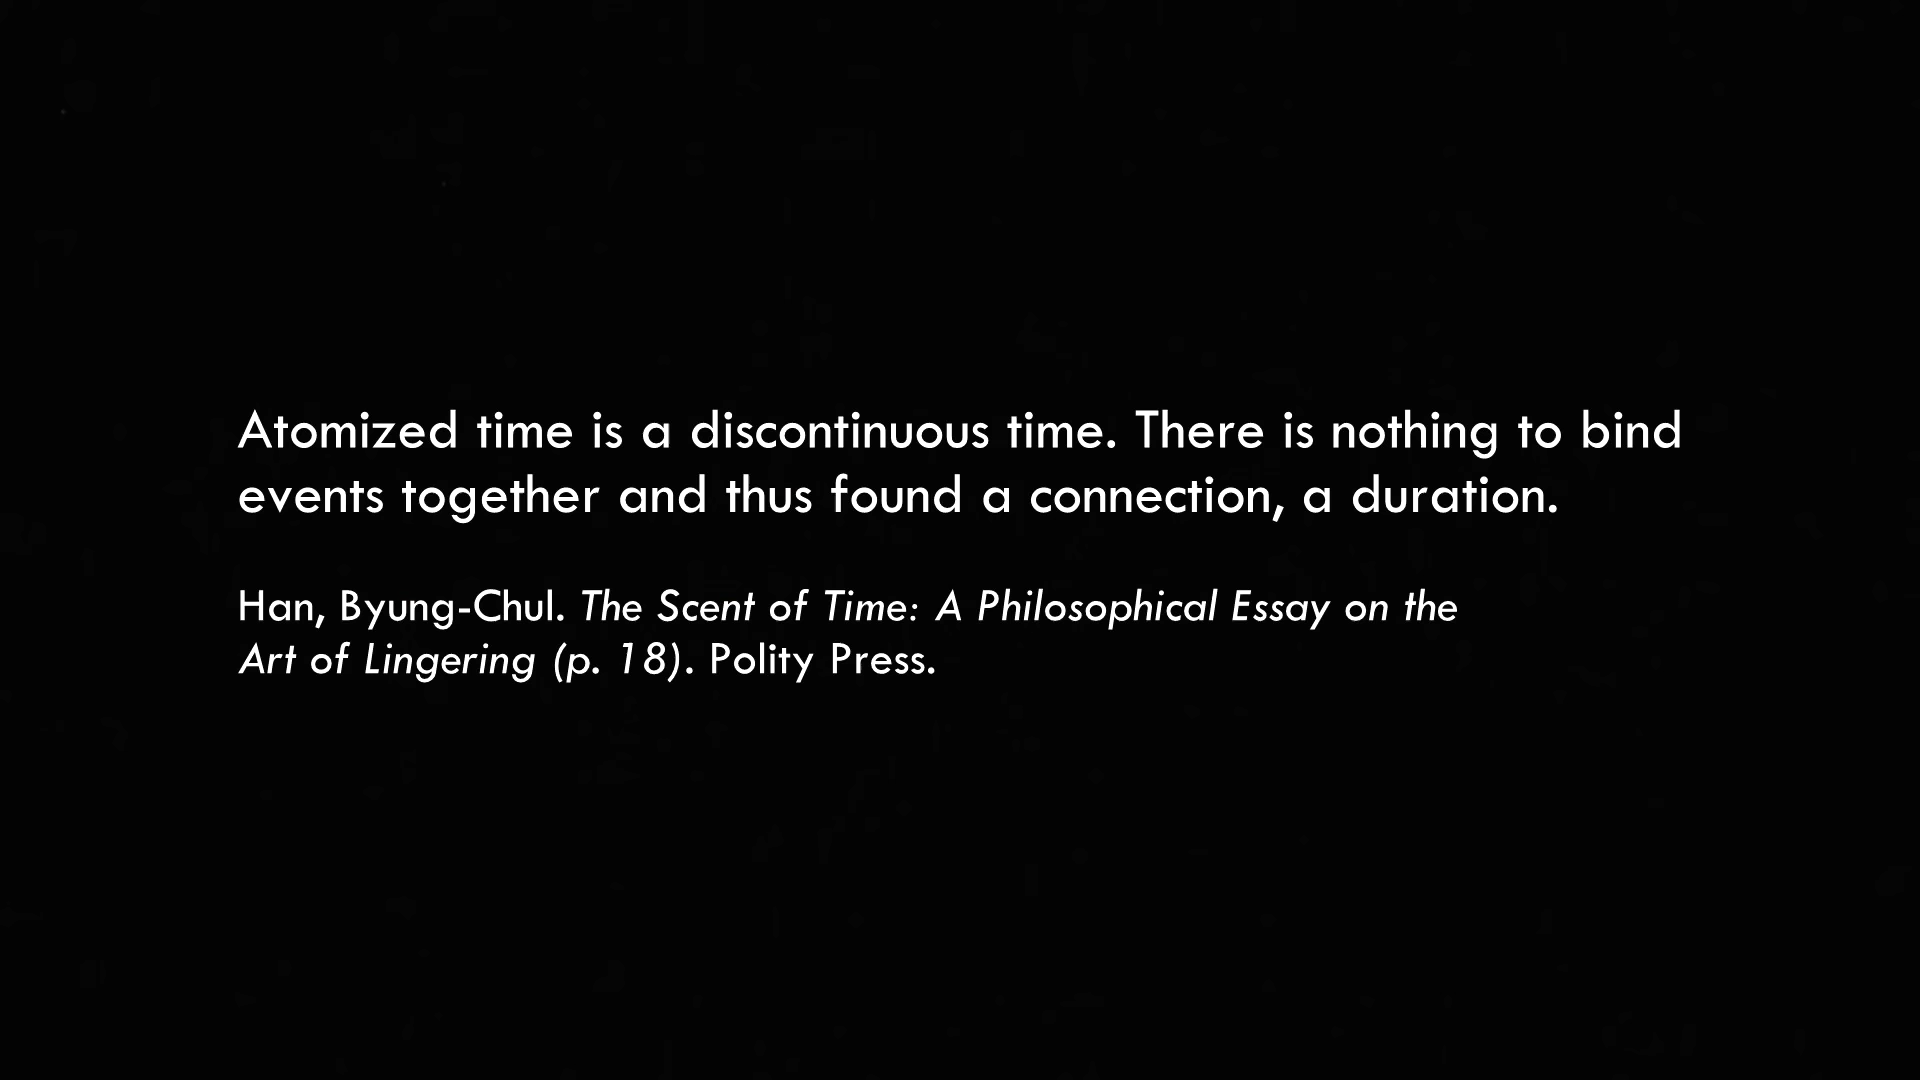 Atomized time is a discontinuous time. There is nothing to bind
events together and thus found a connection, a duration.
Han, Byung-Chul. The Scent of Time: A Philosophical Essay on the
Art of Lingering (p. 18). Polity Press.